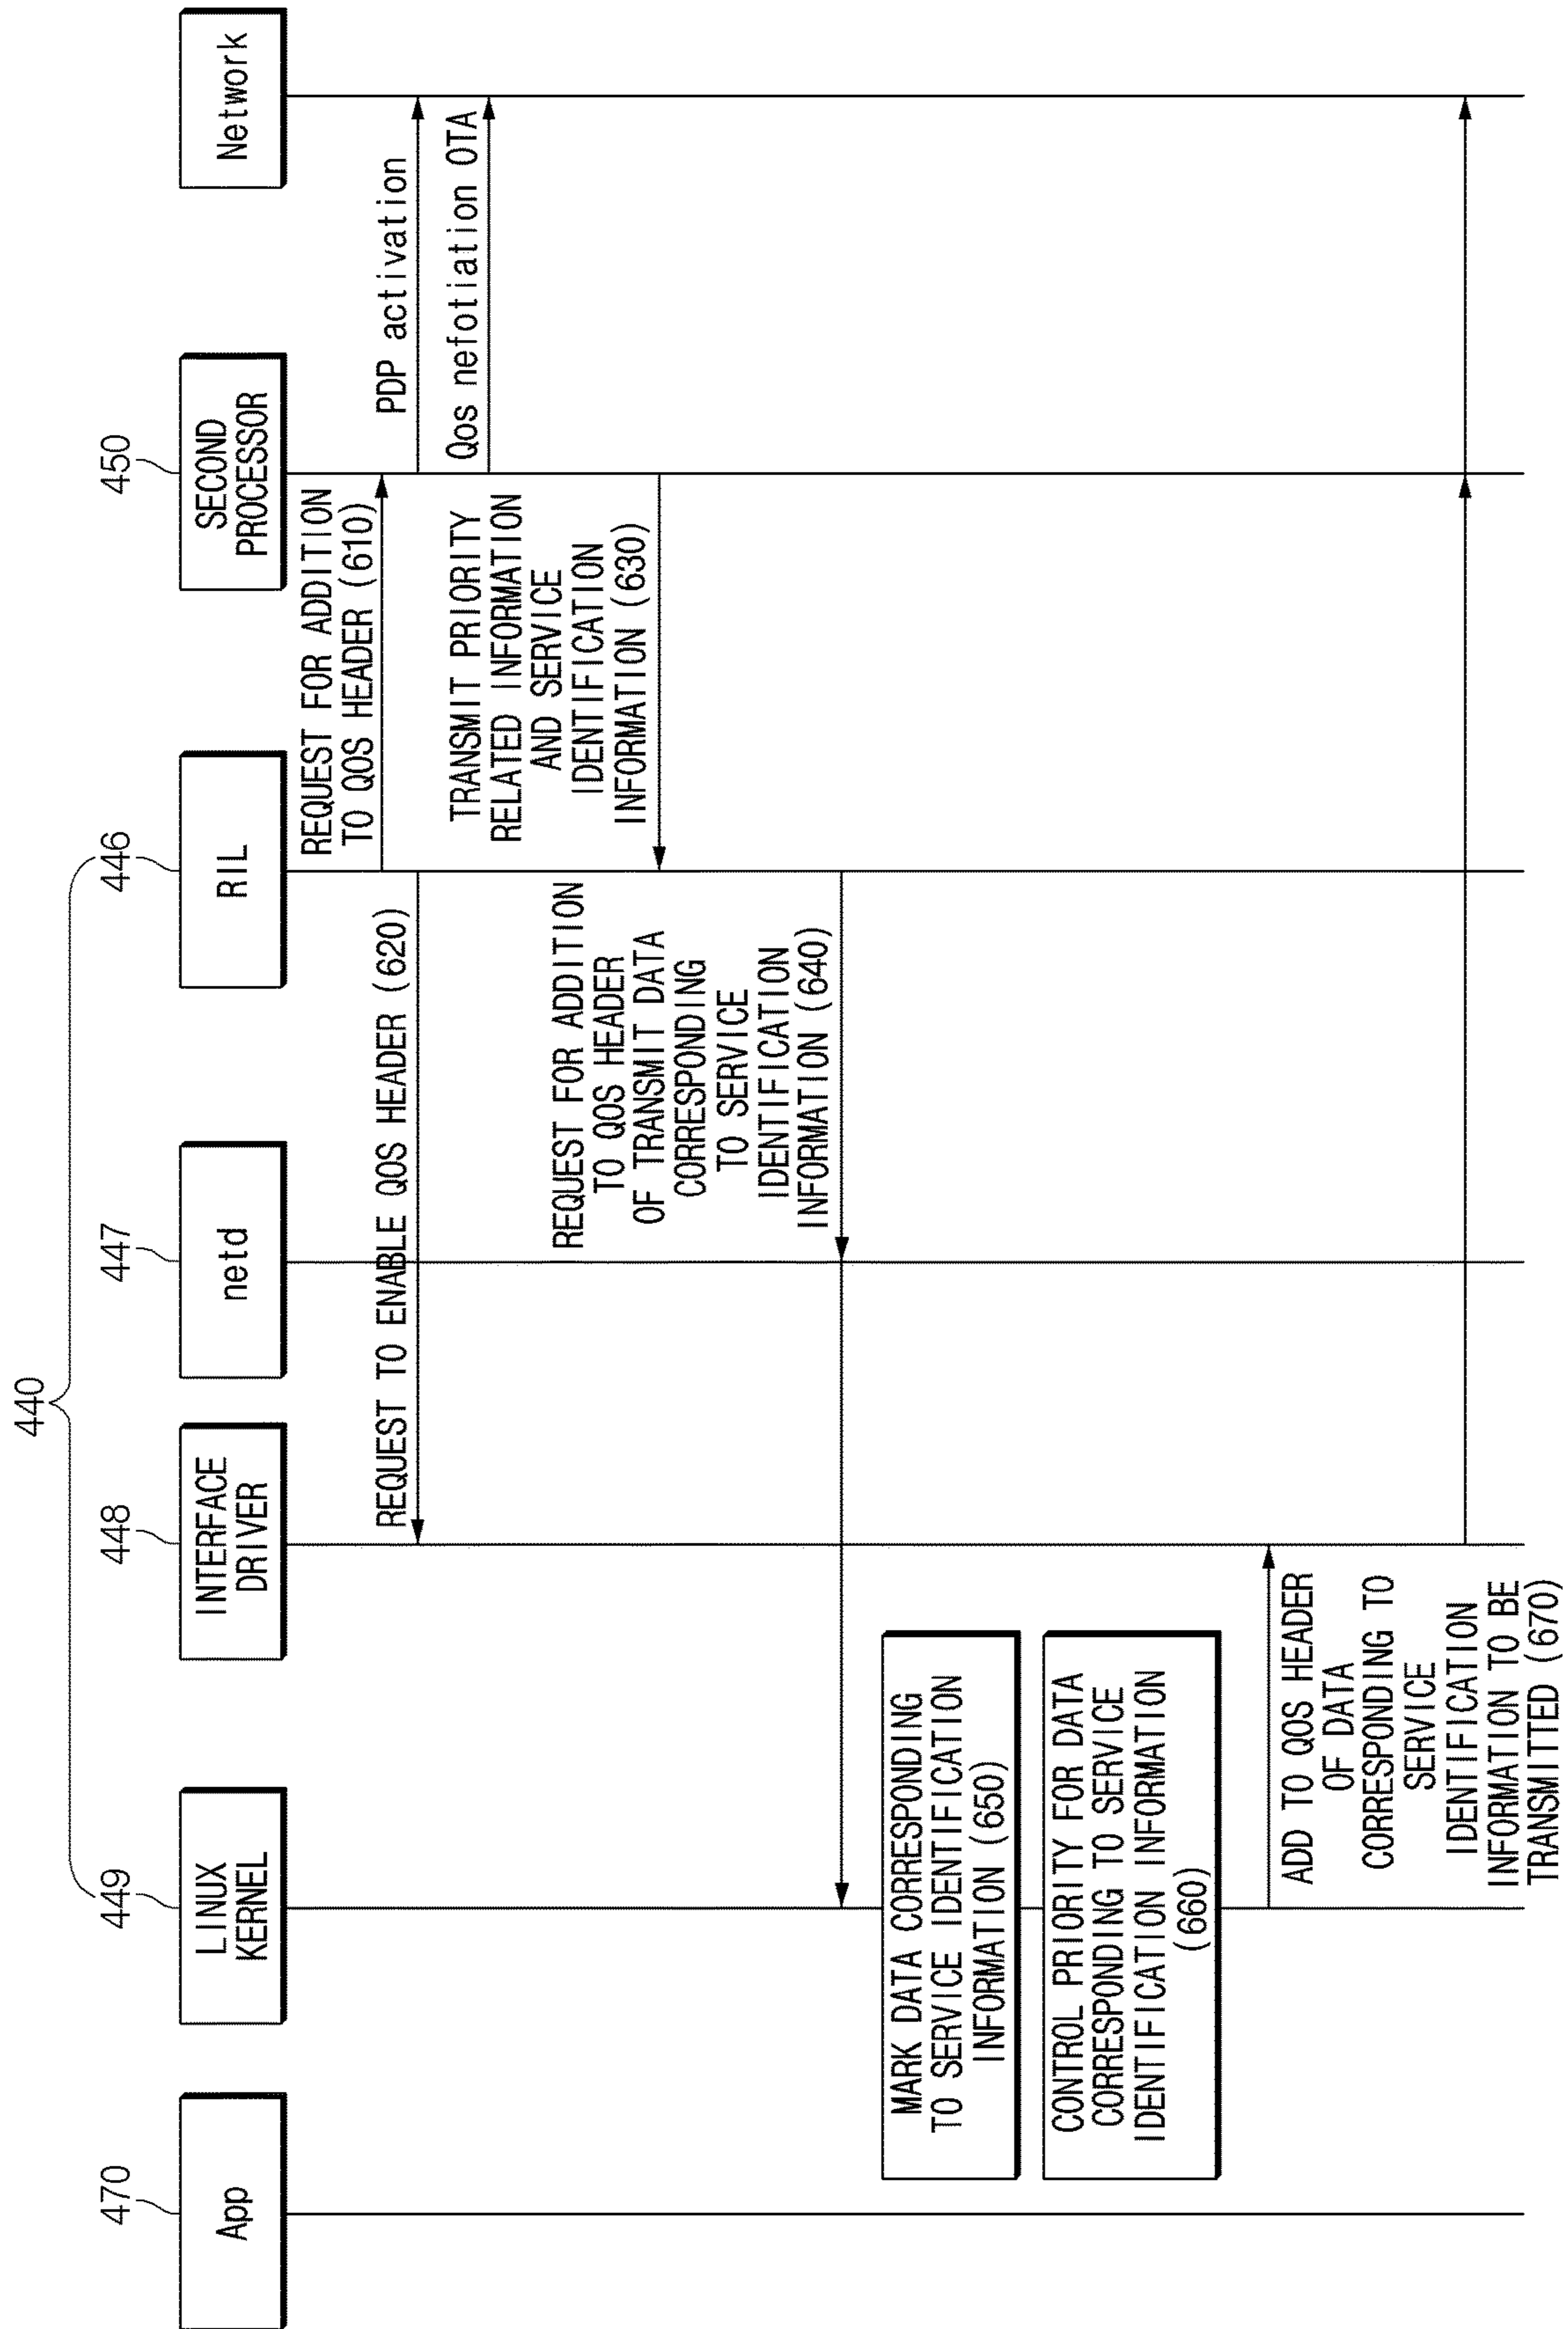 440
470
449
448
447
446
450
App
LINUX
KERNEL
INTERFACE
DRIVER
netd
RIL
SECOND
PROCESSOR
Network
REQUEST FOR ADDITION
TO QOS HEADER (610)
REQUEST TO ENABLE QOS HEADER (620)
PDP activation
Qos nefotiation OTA
TRANSMIT PRIORITY
RELATED INFORMATION
AND SERVICE
IDENTIFICATION
INFORMATION (630)
REQUEST FOR ADDITION
TO QOS HEADER
OF TRANSMIT DATA
CORRESPONDING
TO SERVICE
IDENTIFICATION
INFORMATION (640)
MARK DATA CORRESPONDING
TO SERVICE IDENTIFICATION
INFORMATION (650)
CONTROL PRIORITY FOR DATA
CORRESPONDING TO SERVICE
IDENTIFICATION INFORMATION
(660)
ADD TO QOS HEADER
OF DATA
CORRESPONDING TO
SERVICE
IDENTIFICATION
INFORMATION TO BE
TRANSMITTED (670)